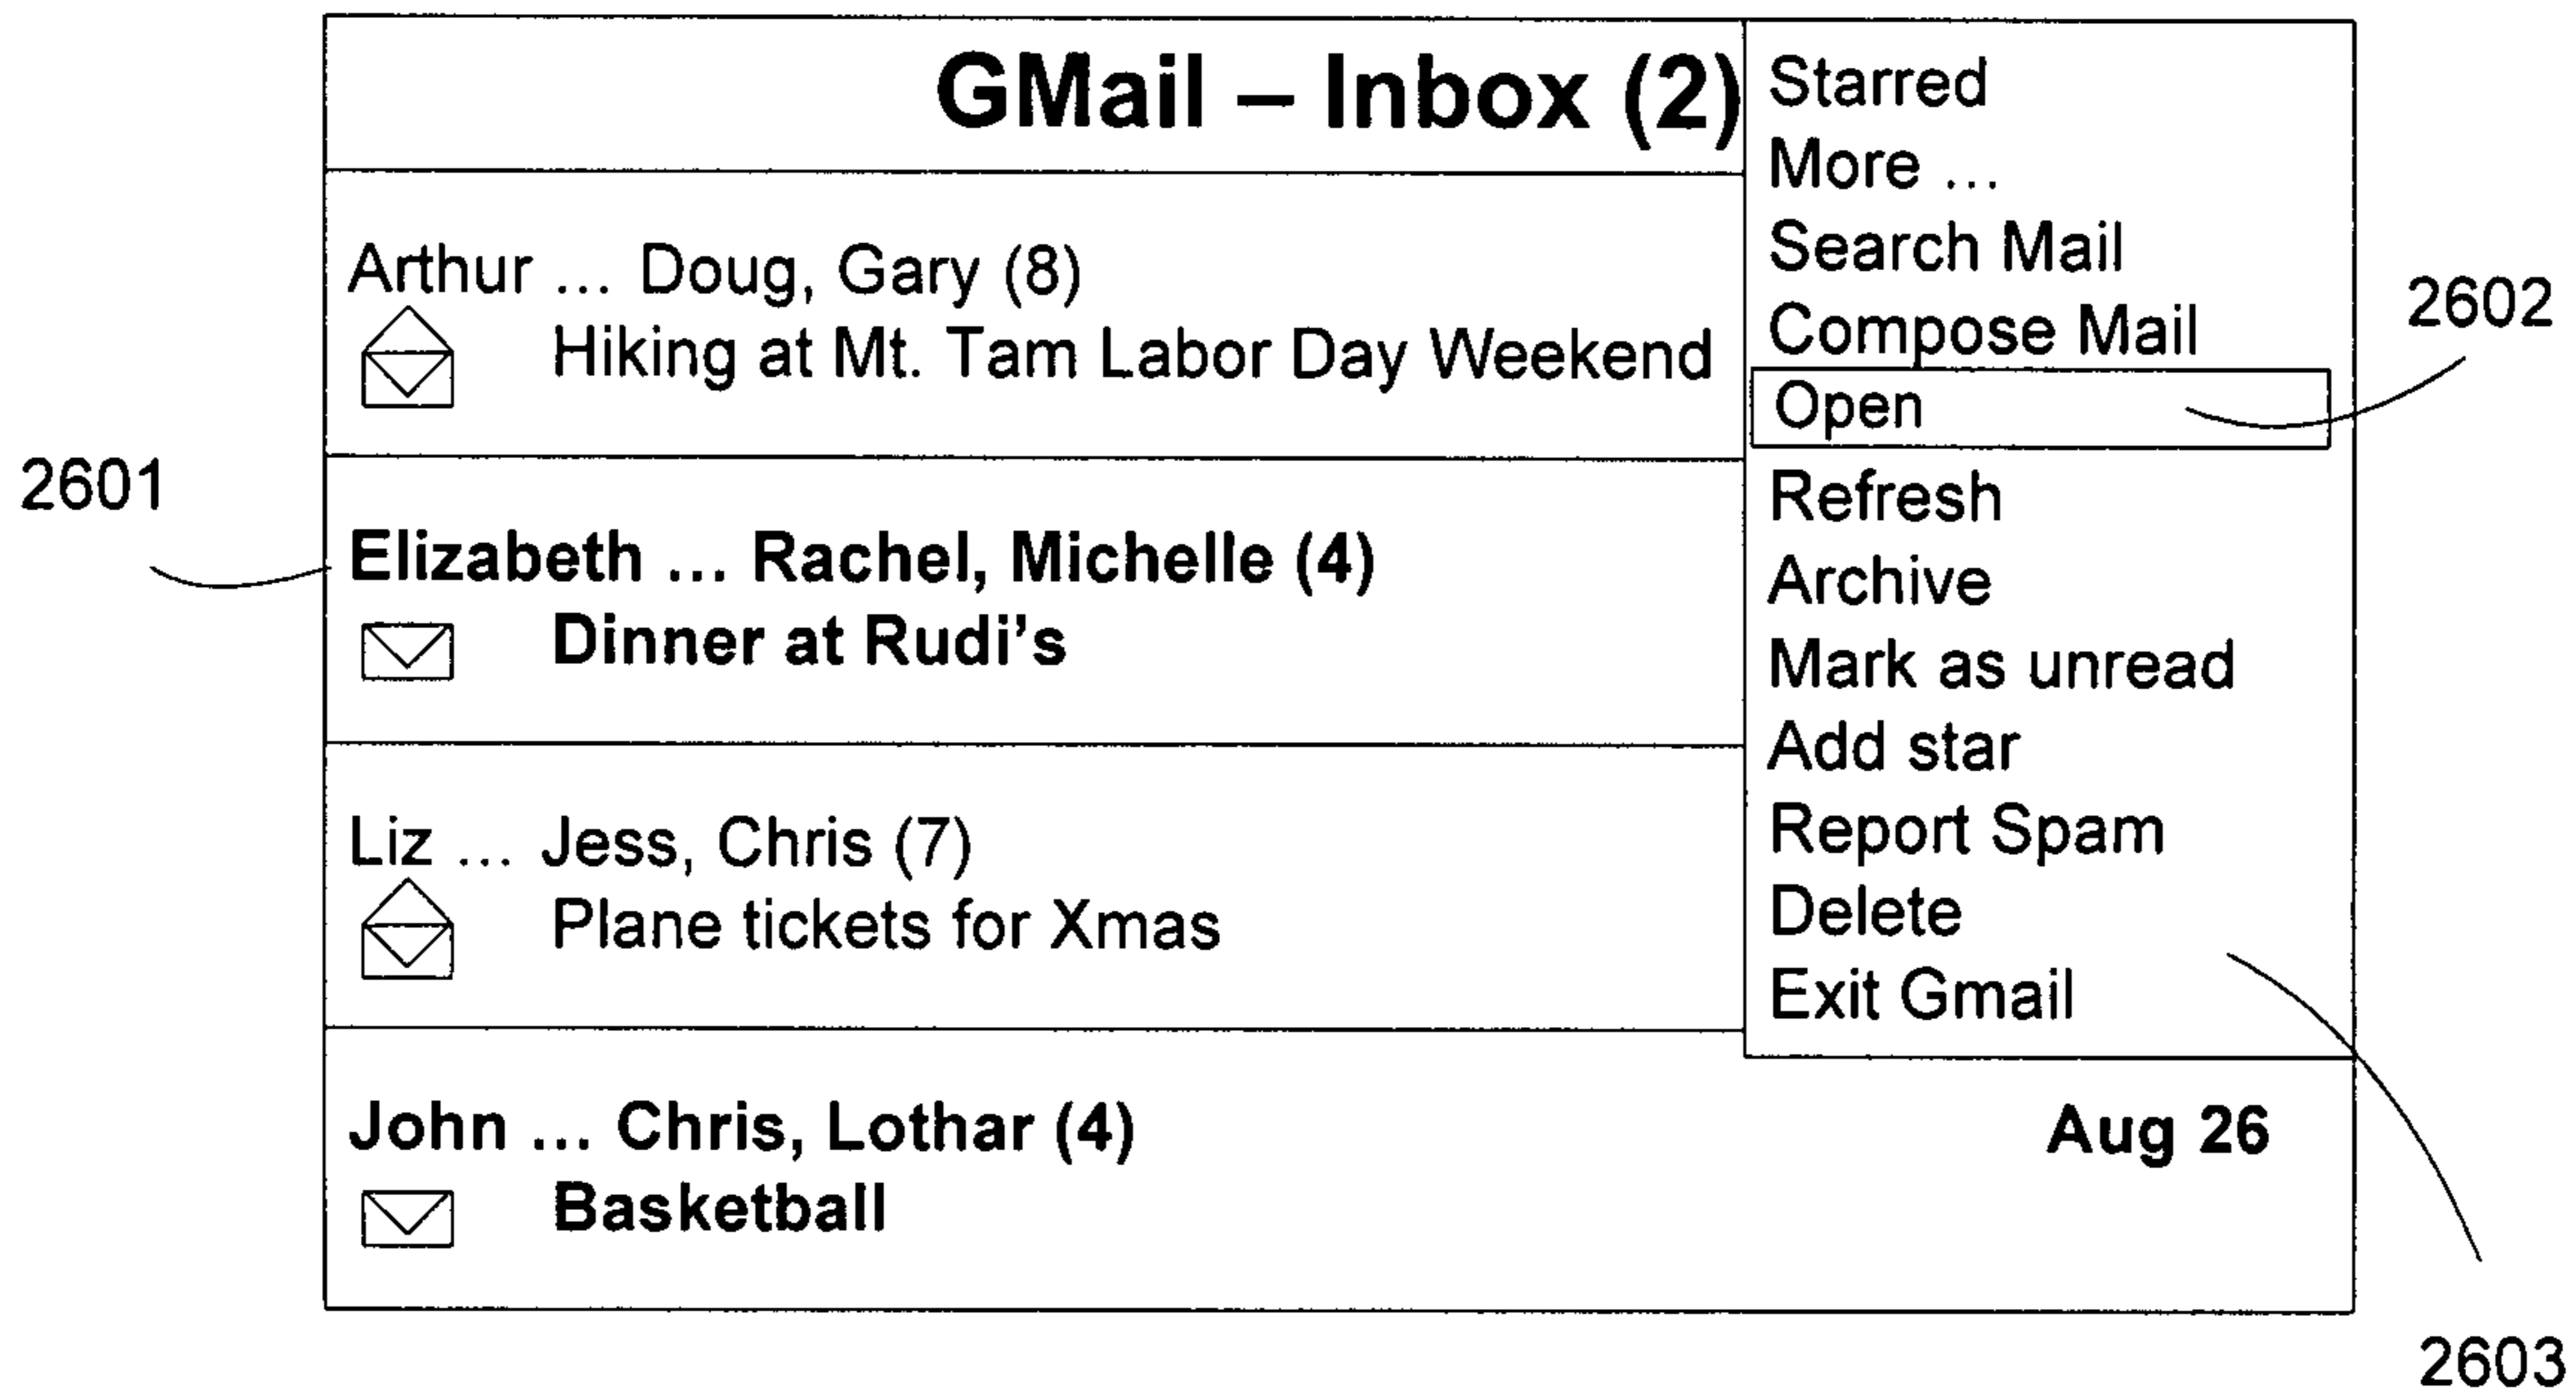 GMail – Inbox (2)
Arthur ... Doug, Gary (8)
Hiking at Mt. Tam Labor Day Weekend
Elizabeth ... Rachel, Michelle (4)
Dinner at Rudi's
Liz ... Jess, Chris (7)
Plane tickets for Xmas
John ... Chris, Lothar (4)
Aug 26
Basketball
Starred
More ...
Search Mail
Compose Mail
Open
Refresh
Archive
Mark as unread
Add star
Report Spam
Delete
Exit Gmail
2601
2602
2603